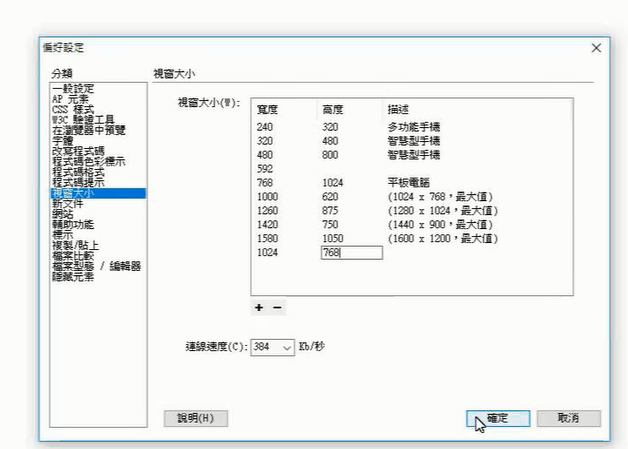 偏好設定
分類
視窗大小
一般設定
AP 元素
CSS 樣式
W3C 驗證工具
在瀏覽器中預覽
字體
改寫程式碼
程式碼色彩標示
程式碼格式
程式碼提示
視窗大小
新文件
網站
輔助功能
標示
複製/貼上
檔案比較
檔案型態 / 編輯器
隱藏元素
視窗大小(W):
寬度 高度 描述
240 320 多功能手機
320 480 智慧型手機
480 800 智慧型手機
592
768 1024 平板電腦
1000 620 (1024 x 768，最大值)
1260 875 (1280 x 1024，最大值)
1420 750 (1440 x 900，最大值)
1580 1050 (1600 x 1200，最大值)
1024 768
+ −
連線速度(C): 384 Kb/秒
說明(H) 確定 取消